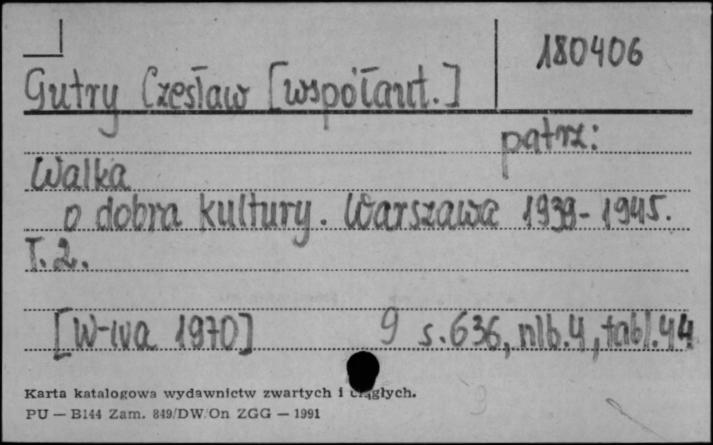 180406
Gutry Czesław [współaut.]
patrz:
Walka
o dobra kultury. Warszawa 1939-1945.
T. 2.
[W-wa 1970] 9 s. 636, nlb. 4, tabl. 44
Karta katalogowa wydawnictw zwartych i ciągłych.
PU — B144 Zam. 849/DW/On ZGG — 1991
9